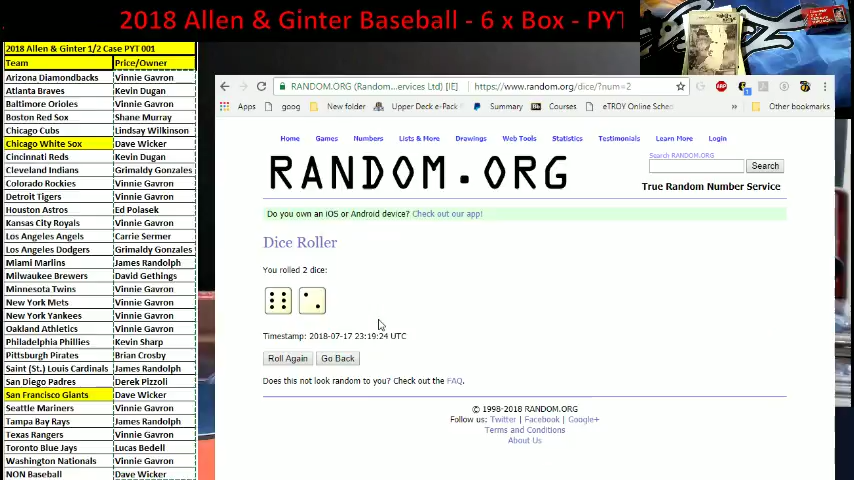 2018 Allen & Ginter Baseball - 6 x Box - PYT
2018 Allen & Ginter 1/2 Case PYT 001
Team Price/Owner
Arizona Diamondbacks Vinnie Gavron
Atlanta Braves Kevin Dugan
Baltimore Orioles Vinnie Gavron
Boston Red Sox Shane Murray
Chicago Cubs Lindsay Wilkinson
Chicago White Sox Dave Wicker
Cincinnati Reds Kevin Dugan
Cleveland Indians Grimaldy Gonzales
Colorado Rockies Vinnie Gavron
Detroit Tigers Vinnie Gavron
Houston Astros Ed Polasek
Kansas City Royals Vinnie Gavron
Los Angeles Angels Carrie Sermer
Los Angeles Dodgers Grimaldy Gonzales
Miami Marlins James Randolph
Milwaukee Brewers David Gethings
Minnesota Twins Vinnie Gavron
New York Mets Vinnie Gavron
New York Yankees Vinnie Gavron
Oakland Athletics Vinnie Gavron
Philadelphia Phillies Kevin Sharp
Pittsburgh Pirates Brian Crosby
Saint (St.) Louis Cardinals James Randolph
San Diego Padres Derek Pizzoli
San Francisco Giants Dave Wicker
Seattle Mariners Vinnie Gavron
Tampa Bay Rays James Randolph
Texas Rangers Vinnie Gavron
Toronto Blue Jays Lucas Bedell
Washington Nationals Vinnie Gavron
NON Baseball Dave Wicker
RANDOM.ORG (Random...ervices Ltd) [IE] https://www.random.org/dice/?num=2
Apps goog New folder Upper Deck e-Pack Summary Courses eTROY Online Sched » Other bookmarks
Home Games Numbers Lists & More Drawings Web Tools Statistics Testimonials Learn More Login
Search RANDOM.ORG
Search
RANDOM.ORG
True Random Number Service
Do you own an iOS or Android device? Check out our app!
Dice Roller
You rolled 2 dice:
Timestamp: 2018-07-17 23:19:24 UTC
Roll Again Go Back
Does this not look random to you? Check out the FAQ.
© 1998-2018 RANDOM.ORG
Follow us: Twitter | Facebook | Google+
Terms and Conditions
About Us